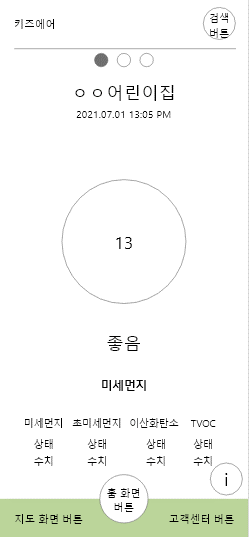 키즈에어
검색
버튼
ㅇㅇ어린이집
2021.07.01 13:05 PM
13
좋음
미세먼지
미세먼지 초미세먼지 이산화탄소 TVOC
상태 상태 상태 상태
수치 수치 수치 수치
i
홈 화면
버튼
지도 화면 버튼
고객센터 버튼